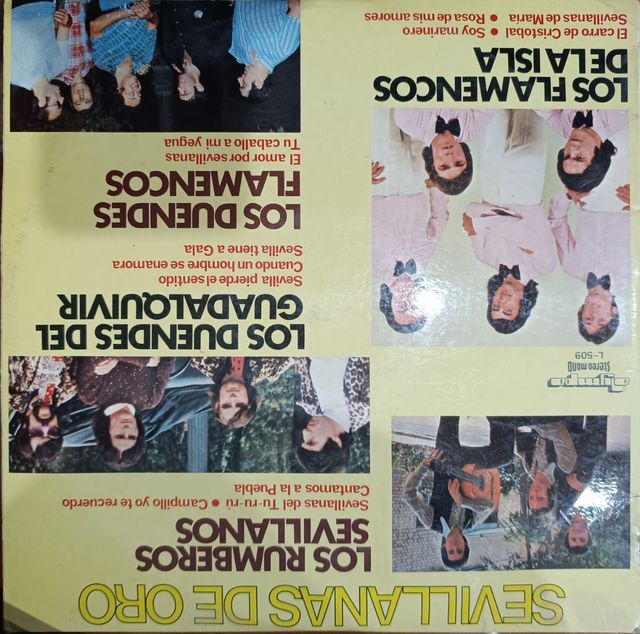 SEVILLANAS DE ORO
LOS RUMBEROS
SEVILLANOS
Sevillanas del Tu-ru-rú • Campillo yo te recuerdo
Cantamos a la Puebla
olympo
Stereo mono
L-509
LOS DUENDES DEL
GUADALQUIVIR
Sevilla pierde el sentido
Cuando un hombre se enamora
Sevilla tiene a Gala
LOS DUENDES
FLAMENCOS
El amor por sevillanas
Tu caballo a mi yegua
LOS FLAMENCOS
DE LA ISLA
El carro de Cristobal • Soy marinero
Sevillanas de Maria • Rosa de mis amores